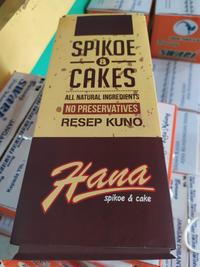 SPIKOE
&
CAKES
ALL NATURAL INGREDIENTS
NO PRESERVATIVES
RESEP KUNO
Hana
spikoe & cake